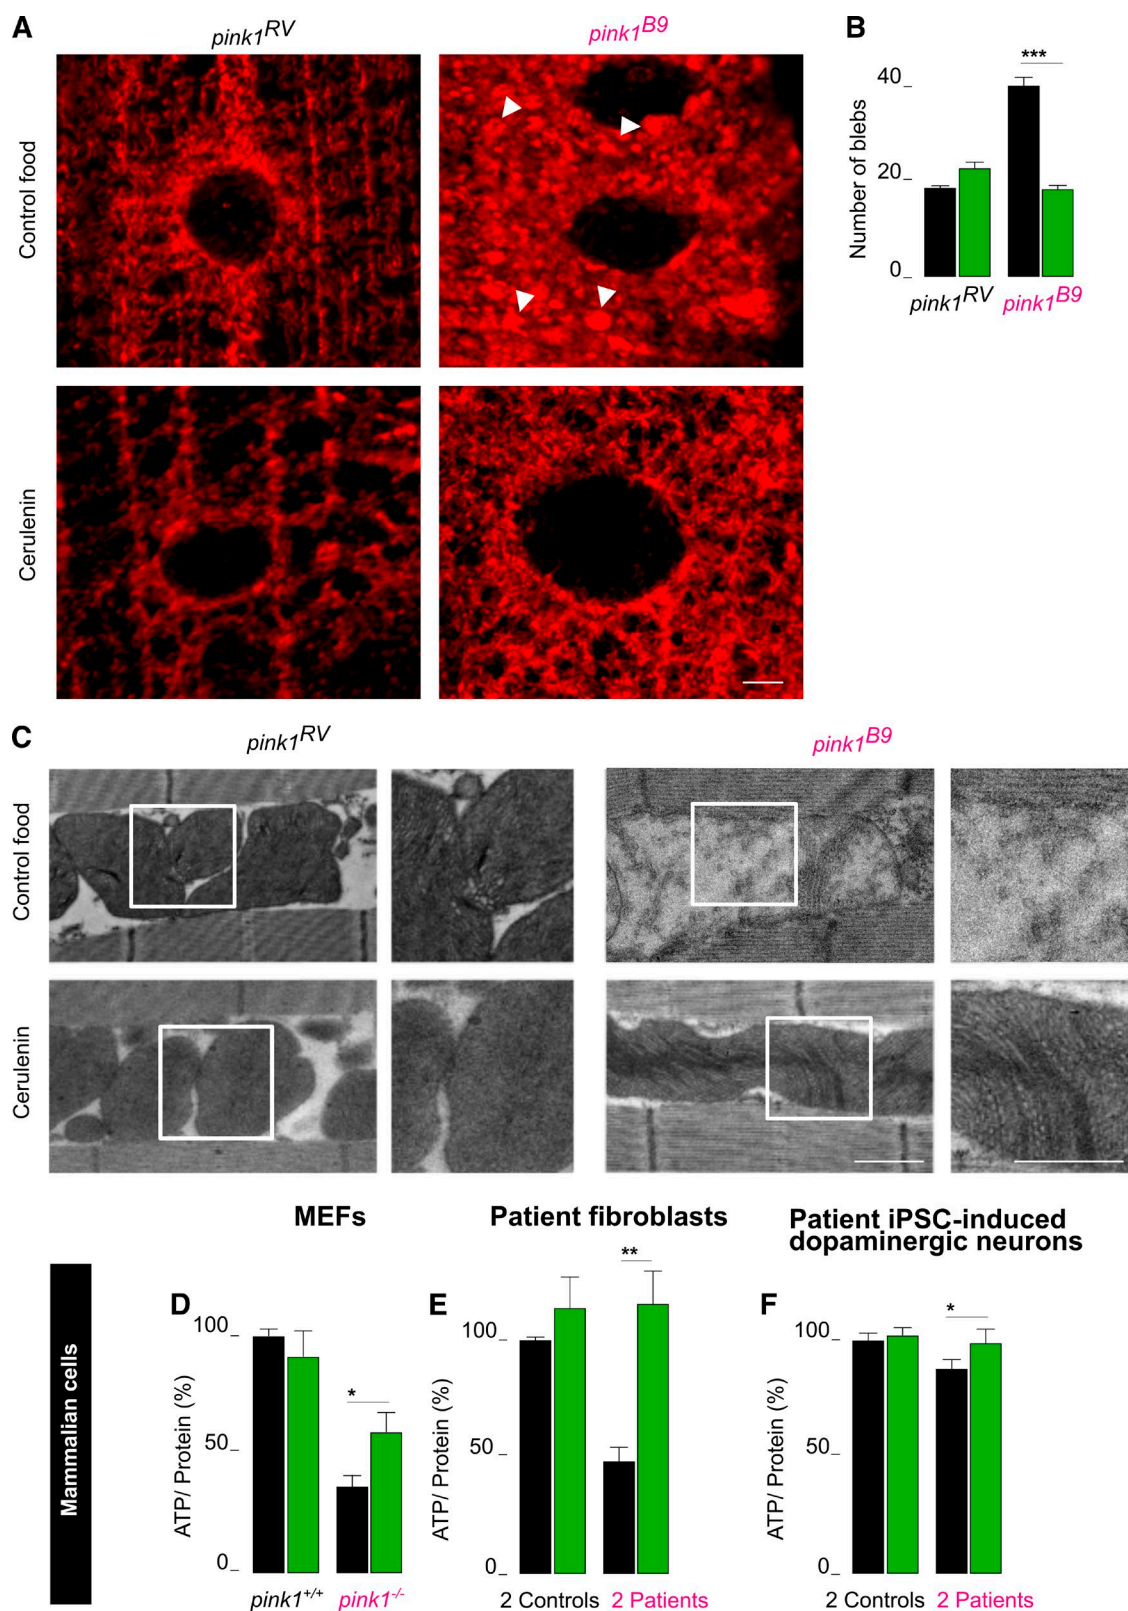 A
pink1RV
pink1B9
Control food
Cerulenin
B
***
Number of blebs
40
20
0
pink1RV
pink1B9
C
pink1RV
pink1B9
Control food
Cerulenin
Mammalian cells
MEFs
D
ATP/ Protein (%)
100
50
0
*
pink1+/+
pink1-/-
Patient fibroblasts
E
ATP/ Protein (%)
100
50
0
**
2 Controls
2 Patients
Patient iPSC-induced
dopaminergic neurons
F
ATP/ Protein (%)
100
50
0
*
2 Controls
2 Patients